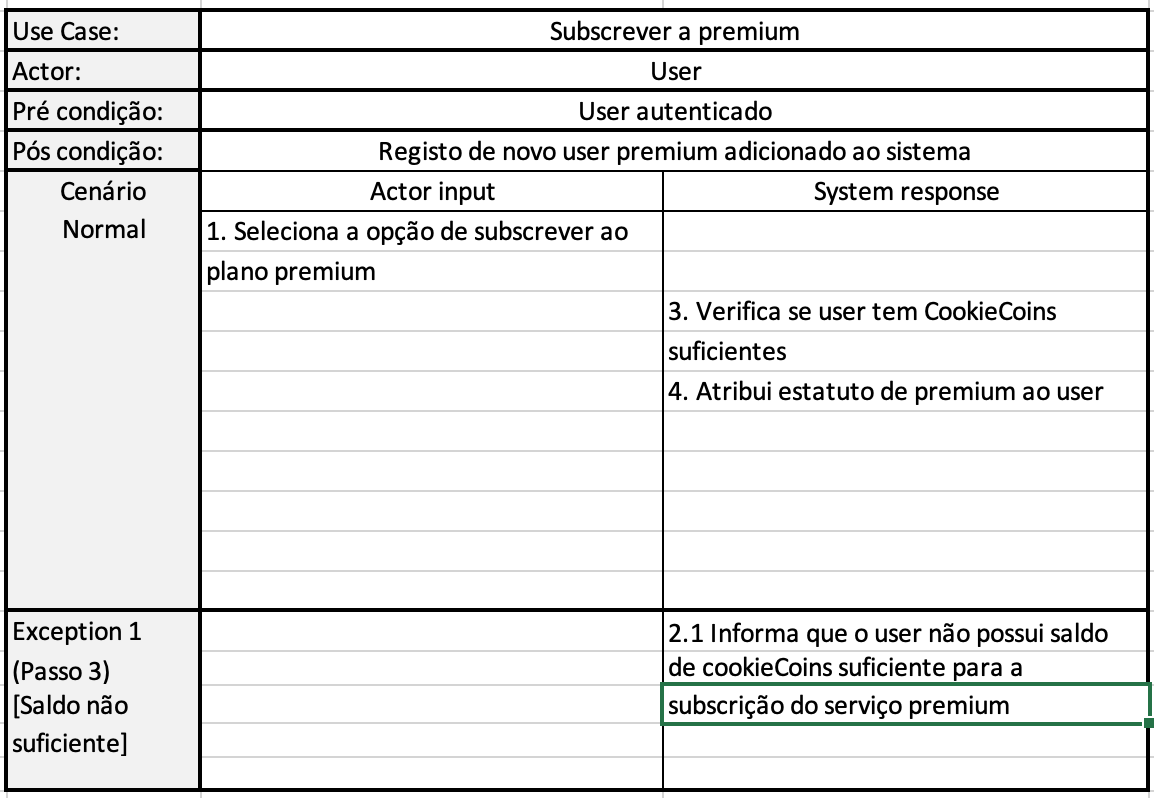 Use Case:
Subscrever a premium
Actor:
User
Pré condição:
User autenticado
Pós condição:
Registo de novo user premium adicionado ao sistema
Cenário
Normal
Actor input
System response
1. Seleciona a opção de subscrever ao
plano premium
3. Verifica se user tem CookieCoins
suficientes
4. Atribui estatuto de premium ao user
Exception 1
(Passo 3)
[Saldo não
suficiente]
2.1 Informa que o user não possui saldo
de cookieCoins suficiente para a
subscrição do serviço premium